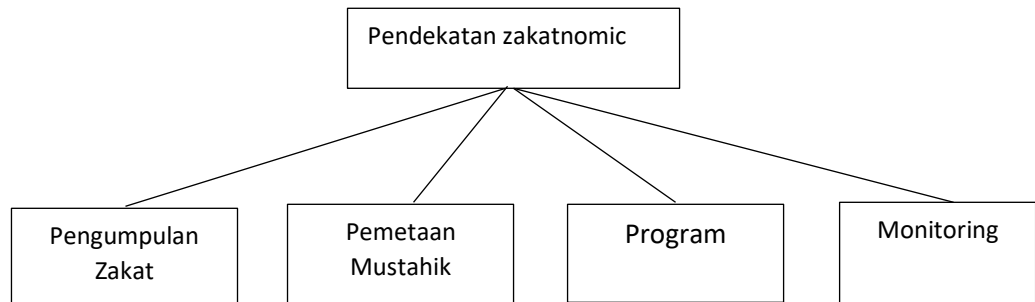 Pendekatan zakatnomic
Pengumpulan
Zakat
Pemetaan
Mustahik
Program
Monitoring